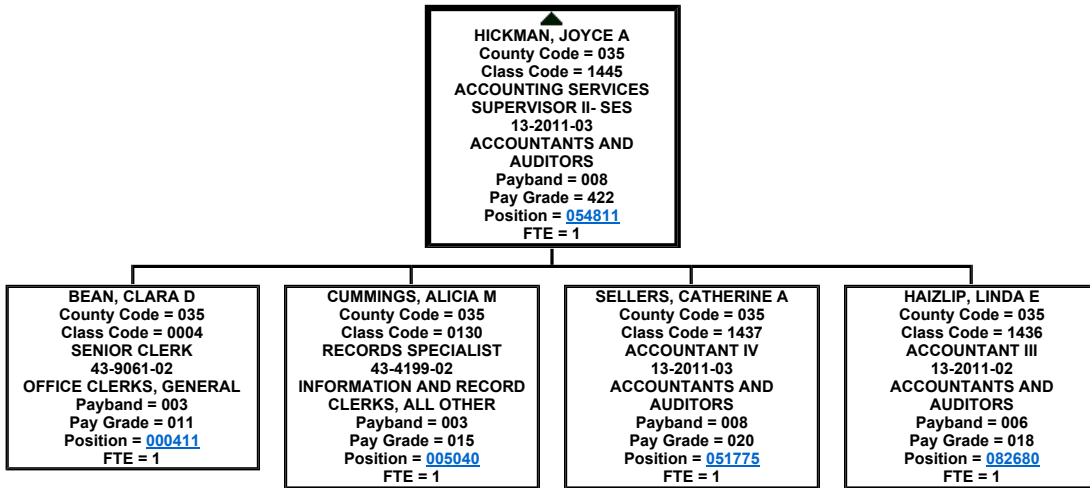 HICKMAN, JOYCE A
County Code = 035
Class Code = 1445
ACCOUNTING SERVICES
SUPERVISOR II- SES
13-2011-03
ACCOUNTANTS AND
AUDITORS
Payband = 008
Pay Grade = 422
Position = 054811
FTE = 1
BEAN, CLARA D
County Code = 035
Class Code = 0004
SENIOR CLERK
43-9061-02
OFFICE CLERKS, GENERAL
Payband = 003
Pay Grade = 011
Position = 000411
FTE = 1
CUMMINGS, ALICIA M
County Code = 035
Class Code = 0130
RECORDS SPECIALIST
43-4199-02
INFORMATION AND RECORD
CLERKS, ALL OTHER
Payband = 003
Pay Grade = 015
Position = 005040
FTE = 1
SELLERS, CATHERINE A
County Code = 035
Class Code = 1437
ACCOUNTANT IV
13-2011-03
ACCOUNTANTS AND
AUDITORS
Payband = 008
Pay Grade = 020
Position = 051775
FTE = 1
HAIZLIP, LINDA E
County Code = 035
Class Code = 1436
ACCOUNTANT III
13-2011-02
ACCOUNTANTS AND
AUDITORS
Payband = 006
Pay Grade = 018
Position = 082680
FTE = 1